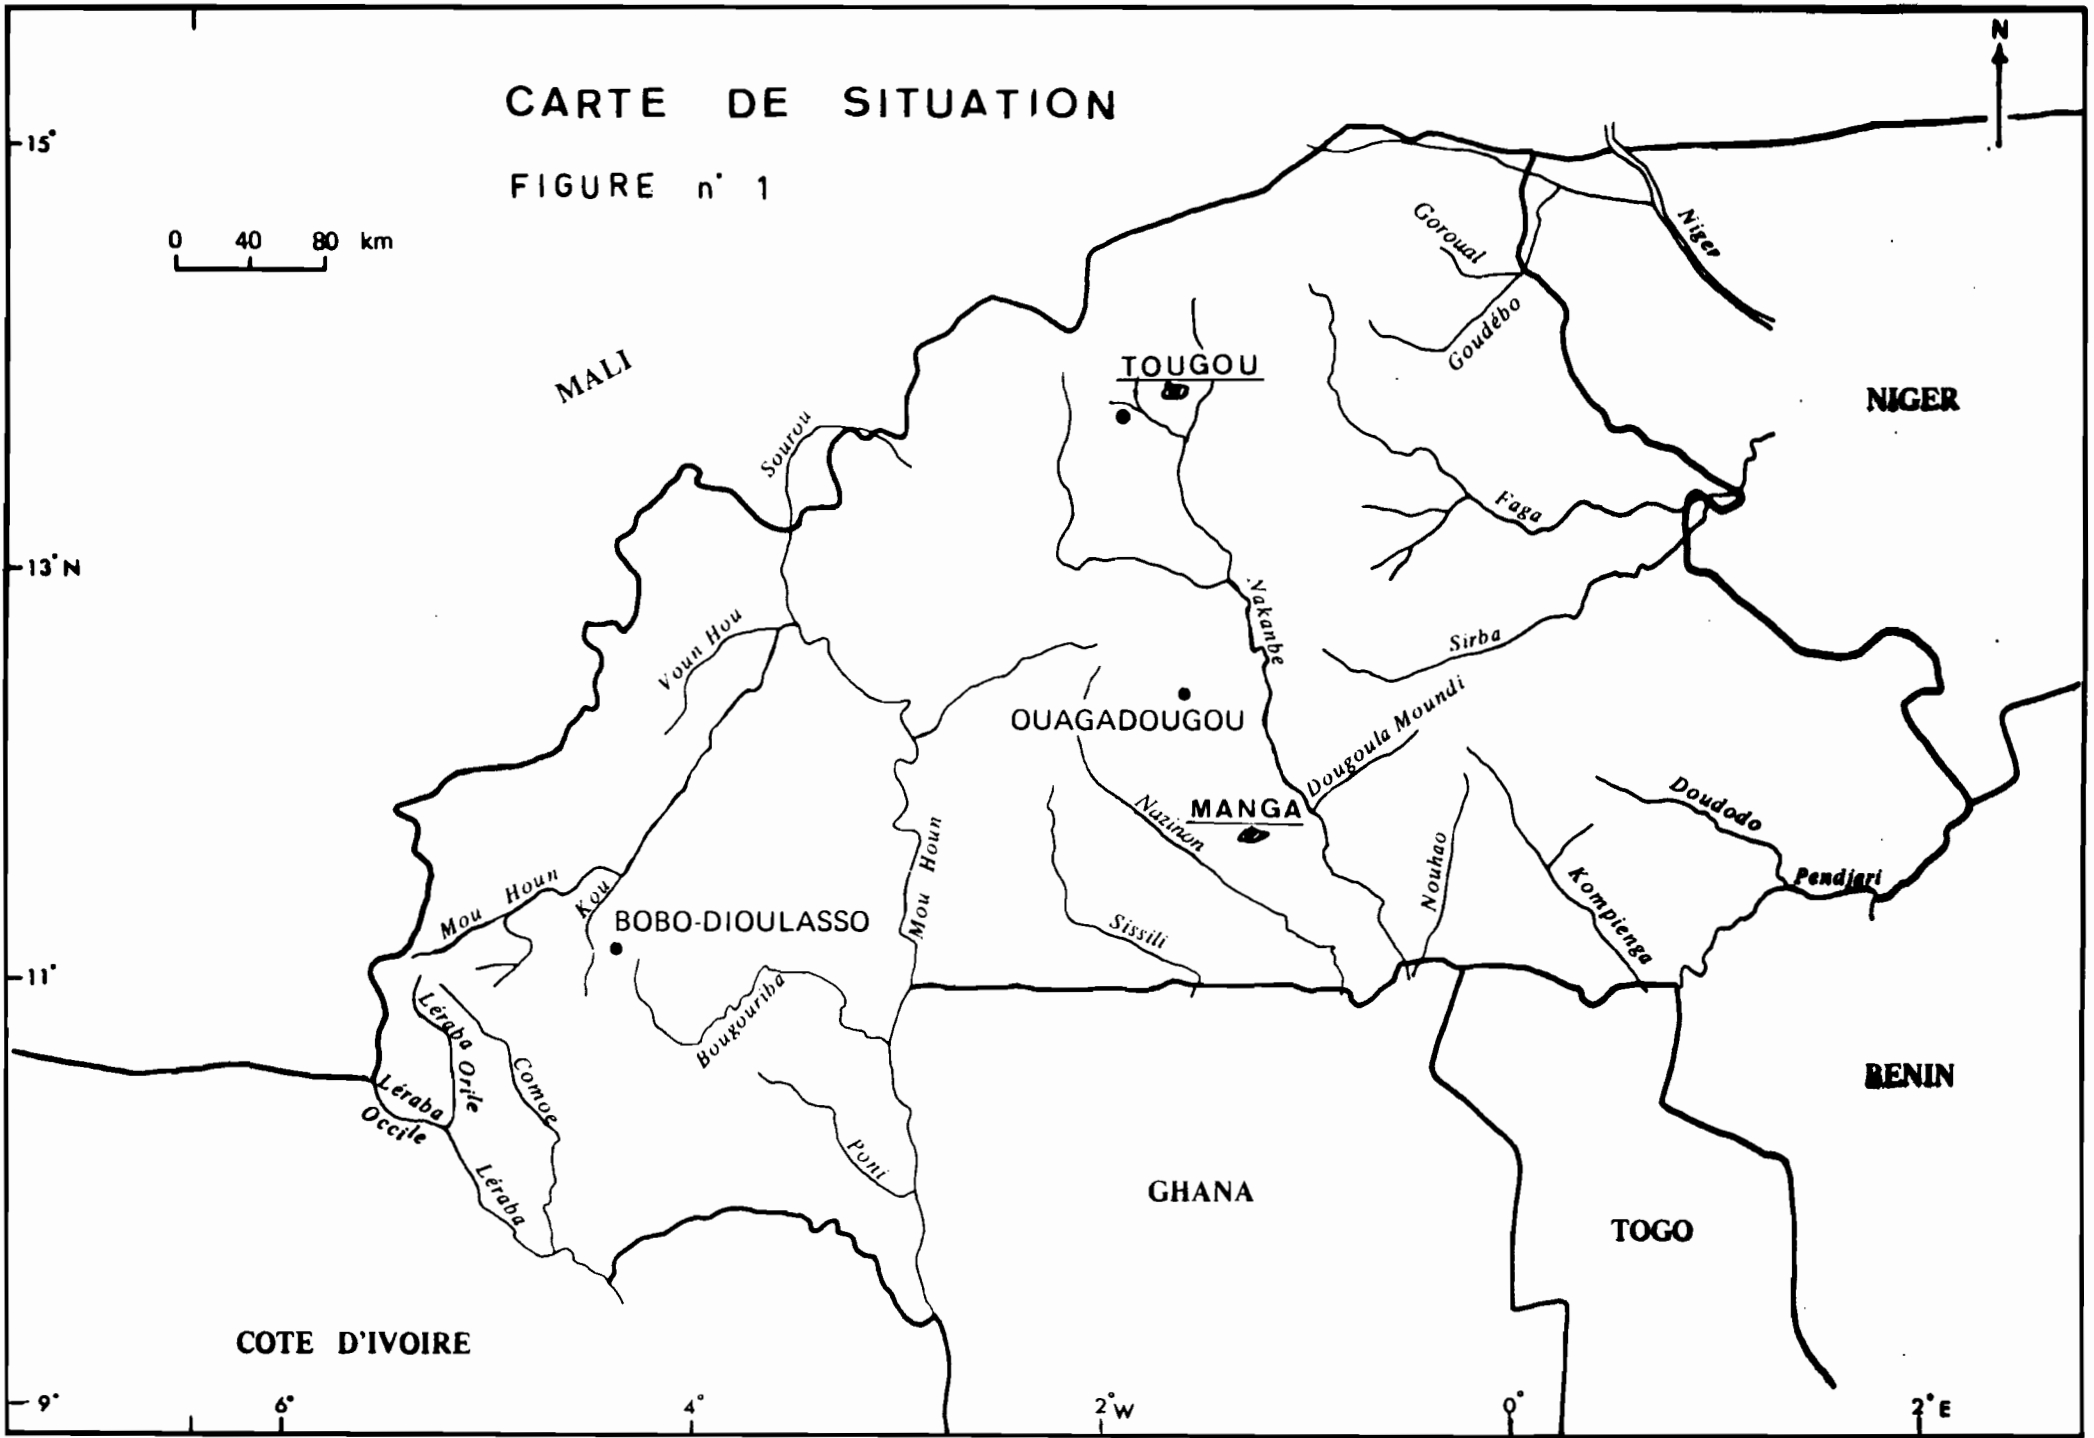 N
CARTE DE SITUATION
15°
FIGURE n° 1
0 40 80 km
Niger
Goroual
Goudébo
MALI
TOUGOU
NIGER
Sourou
Faga
13° N
Nakanbe
Voun Hou
Sirba
OUAGADOUGOU
Dougoula Moundi
MANGA
Nazinon
Doudodo
Mou Houn
Nouhao
Kompienga
Pendjari
Mou Houn
Kou
BOBO-DIOULASSO
Sissili
11°
Bougouriba
Léraba Orile
Comoe
Léraba
Occile
BENIN
Poni
Léraba
GHANA
TOGO
COTE D'IVOIRE
9°
6° 4° 2° W 0° 2° E